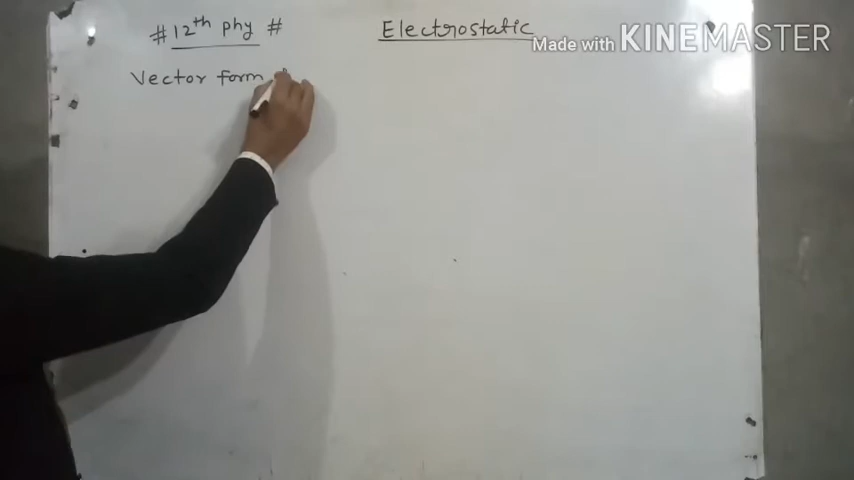 # 12th phy #
Electrostatic
Made with KINEMASTER
Vector form